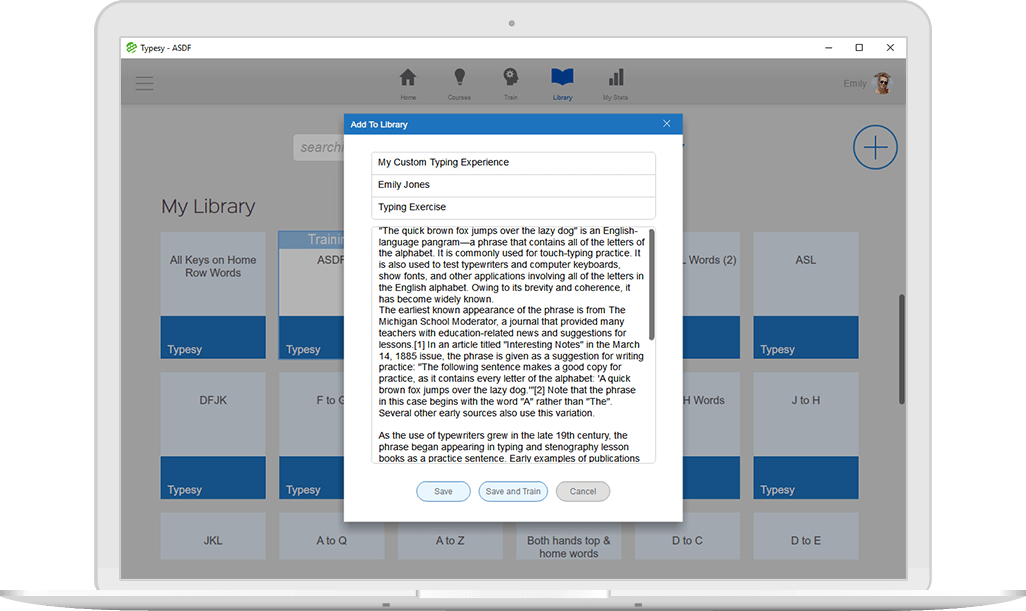 Typesy - ASDF
Home
Courses
Train
Library
My Stats
Emily
Add To Library
searchi
My Custom Typing Experience
Emily Jones
Typing Exercise
"The quick brown fox jumps over the lazy dog" is an English-
language pangram—a phrase that contains all of the letters of
the alphabet. It is commonly used for touch-typing practice. It
is also used to test typewriters and computer keyboards,
show fonts, and other applications involving all of the letters in
the English alphabet. Owing to its brevity and coherence, it
has become widely known.
The earliest known appearance of the phrase is from The
Michigan School Moderator, a journal that provided many
teachers with education-related news and suggestions for
lessons.[1] In an article titled "Interesting Notes" in the March
14, 1885 issue, the phrase is given as a suggestion for writing
practice: "The following sentence makes a good copy for
practice, as it contains every letter of the alphabet: 'A quick
brown fox jumps over the lazy dog.'"[2] Note that the phrase
in this case begins with the word "A" rather than "The".
Several other early sources also use this variation.
As the use of typewriters grew in the late 19th century, the
phrase began appearing in typing and stenography lesson
books as a practice sentence. Early examples of publications
Save
Save and Train
Cancel
My Library
All Keys on Home
Row Words
Typesy
Trainin
ASDF
Typesy
L Words (2)
ASL
Typesy
DFJK
Typesy
F to G
Typesy
H Words
J to H
Typesy
JKL
A to Q
A to Z
Both hands top &
home words
D to C
D to E